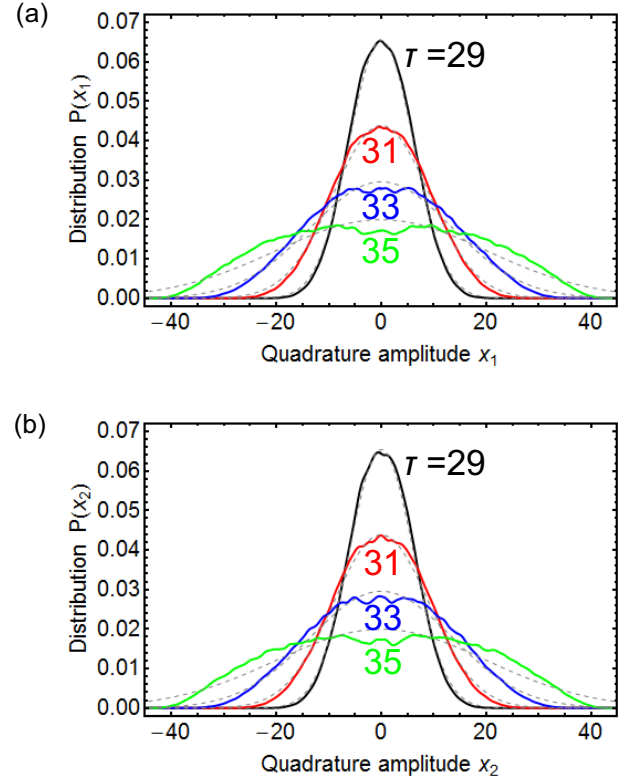 (a)
Distribution P(x₁)
0.07
0.06
0.05
0.04
0.03
0.02
0.01
0.00
τ =29
31
33
35
−40 −20 0 20 40
Quadrature amplitude x₁
(b)
Distribution P(x₂)
0.07
0.06
0.05
0.04
0.03
0.02
0.01
0.00
τ =29
31
33
35
−40 −20 0 20 40
Quadrature amplitude x₂